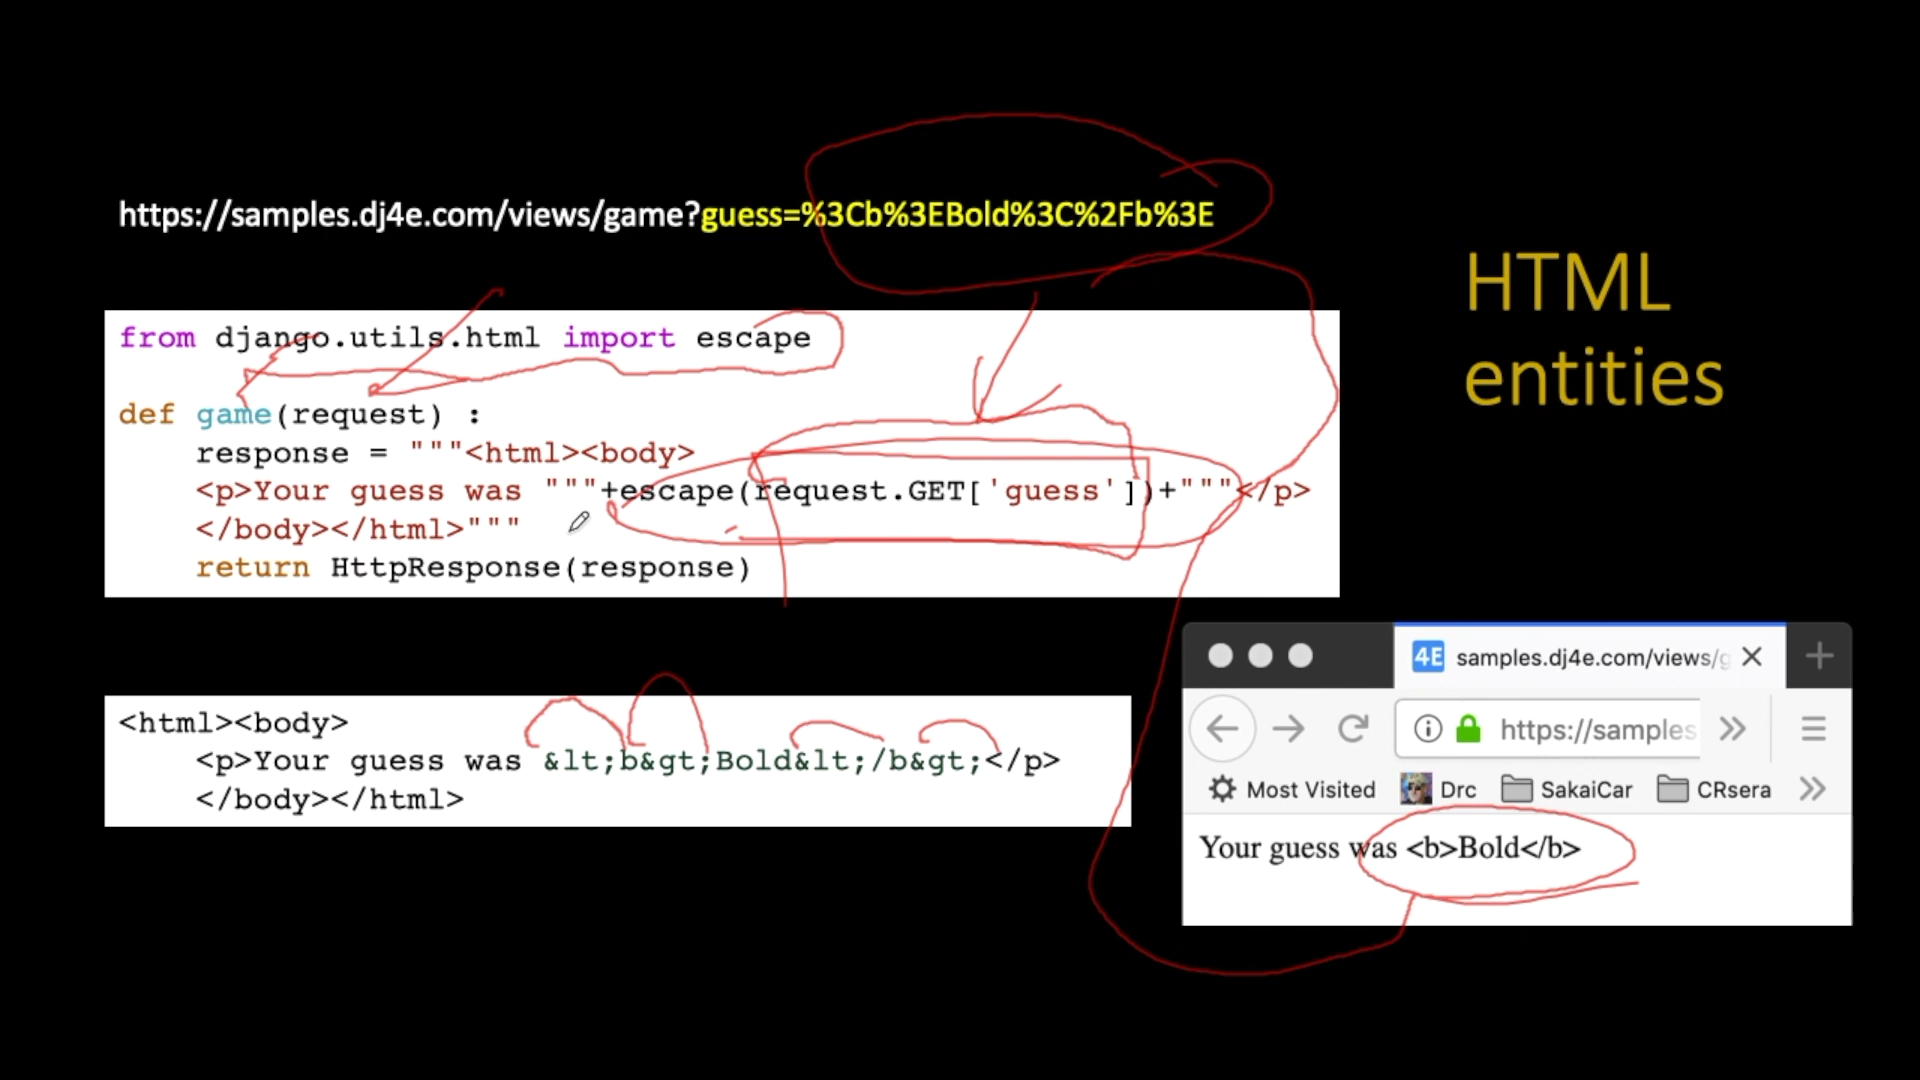 https://samples.dj4e.com/views/game?guess=%3Cb%3EBold%3C%2Fb%3E
HTML
entities
from django.utils.html import escape
def game(request) :
    response = """<html><body>
    <p>Your guess was """+escape(request.GET['guess'])+"""</p>
    </body></html>"""
    return HttpResponse(response)
<html><body>
    <p>Your guess was &lt;b&gt;Bold&lt;/b&gt;</p>
    </body></html>
4E samples.dj4e.com/views/g
https://samples
Most Visited Drc SakaiCar CRsera
Your guess was <b>Bold</b>